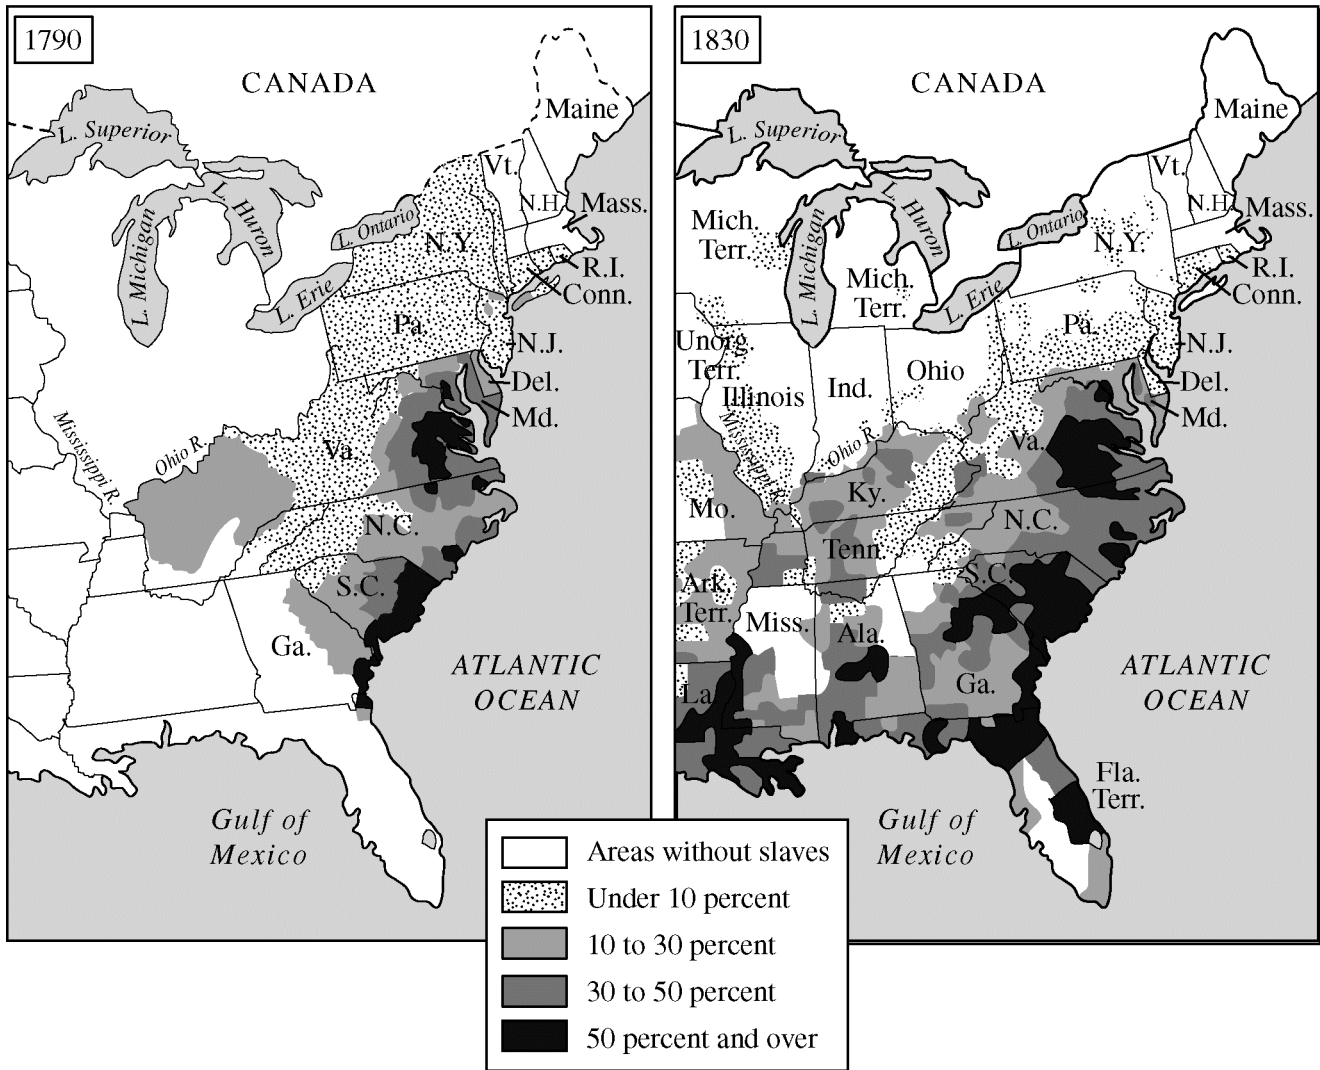 1790
CANADA
Maine
L. Superior
Vt.
N.H.
Mass.
L. Huron
L. Michigan
L. Ontario
N.Y.
R.I.
Conn.
L. Erie
Pa.
N.J.
Del.
Md.
Mississippi R.
Ohio R.
Va.
N.C.
S.C.
Ga.
ATLANTIC
OCEAN
Gulf of
Mexico
1830
CANADA
Maine
L. Superior
Vt.
N.H.
Mass.
Mich.
Terr.
L. Huron
L. Michigan
L. Ontario
N.Y.
R.I.
Conn.
Mich.
Terr.
L. Erie
Pa.
N.J.
Unorg.
Terr.
Illinois
Ind.
Ohio
Del.
Md.
Mississippi R.
Ohio R.
Va.
Mo.
Ky.
N.C.
Tenn.
S.C.
Ark.
Terr.
Miss.
Ala.
Ga.
La.
ATLANTIC
OCEAN
Fla.
Terr.
Gulf of
Mexico
Areas without slaves
Under 10 percent
10 to 30 percent
30 to 50 percent
50 percent and over